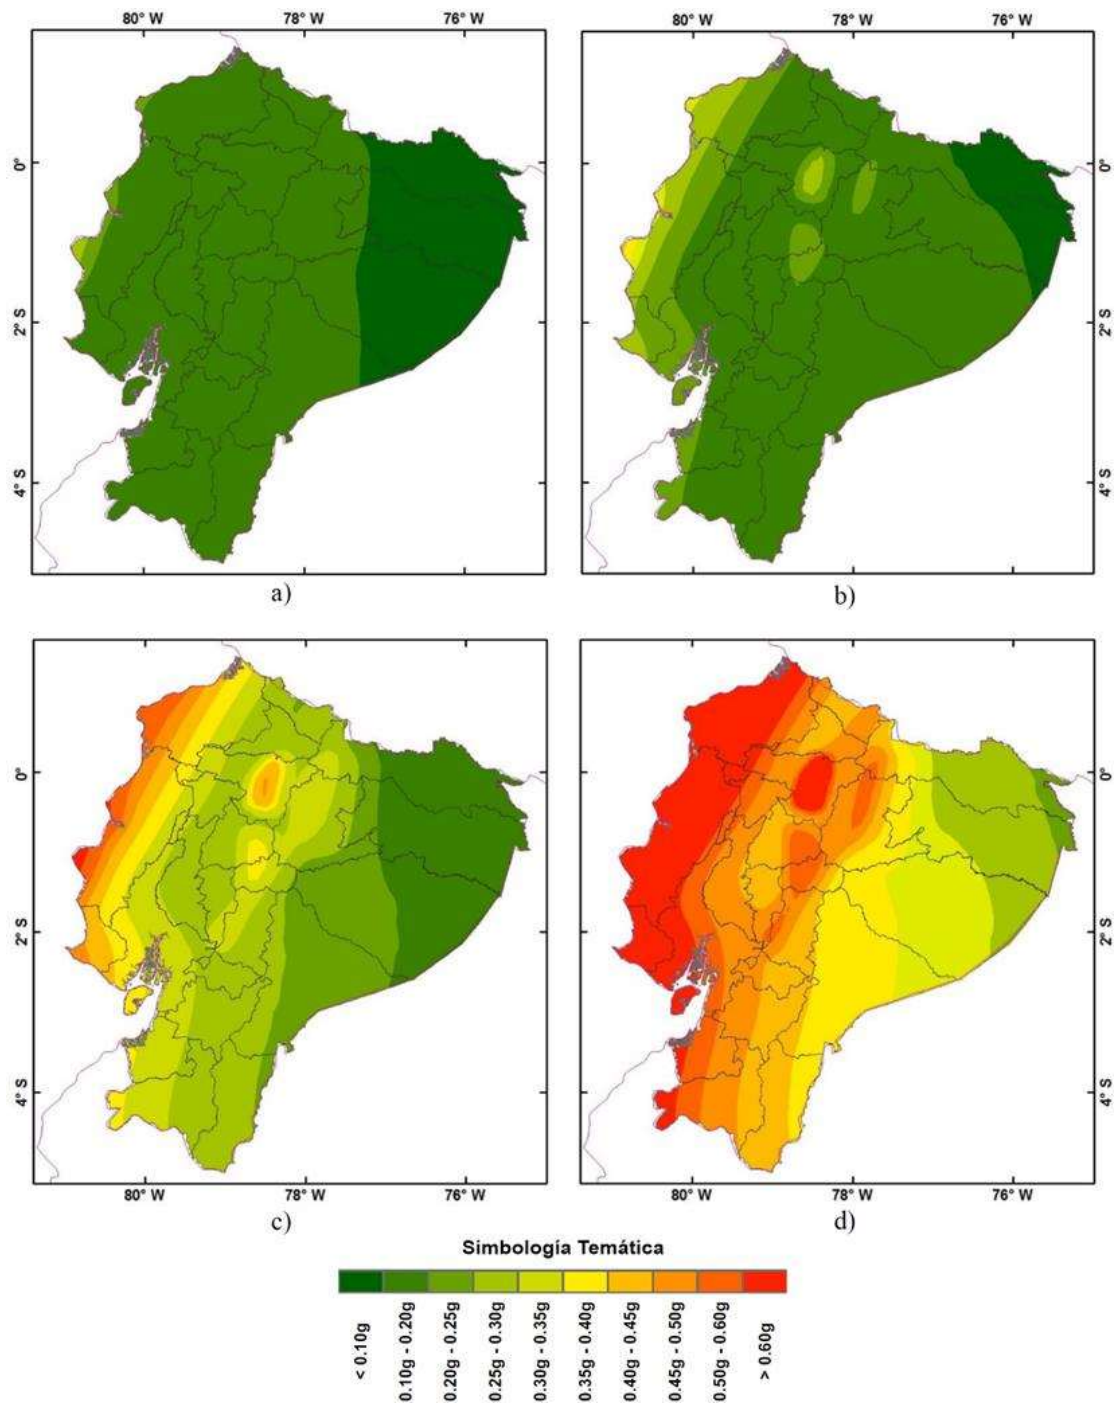 80° W 78° W 76° W 80° W 78° W 76° W
0° 0°
2° S 2° S
4° S 4° S
a) b)
0° 0°
2° S 2° S
4° S 4° S
80° W 78° W 76° W 80° W 78° W 76° W
c) d)
Simbología Temática
< 0.10g
0.10g - 0.20g
0.20g - 0.25g
0.25g - 0.30g
0.30g - 0.35g
0.35g - 0.40g
0.40g - 0.45g
0.45g - 0.50g
0.50g - 0.60g
> 0.60g